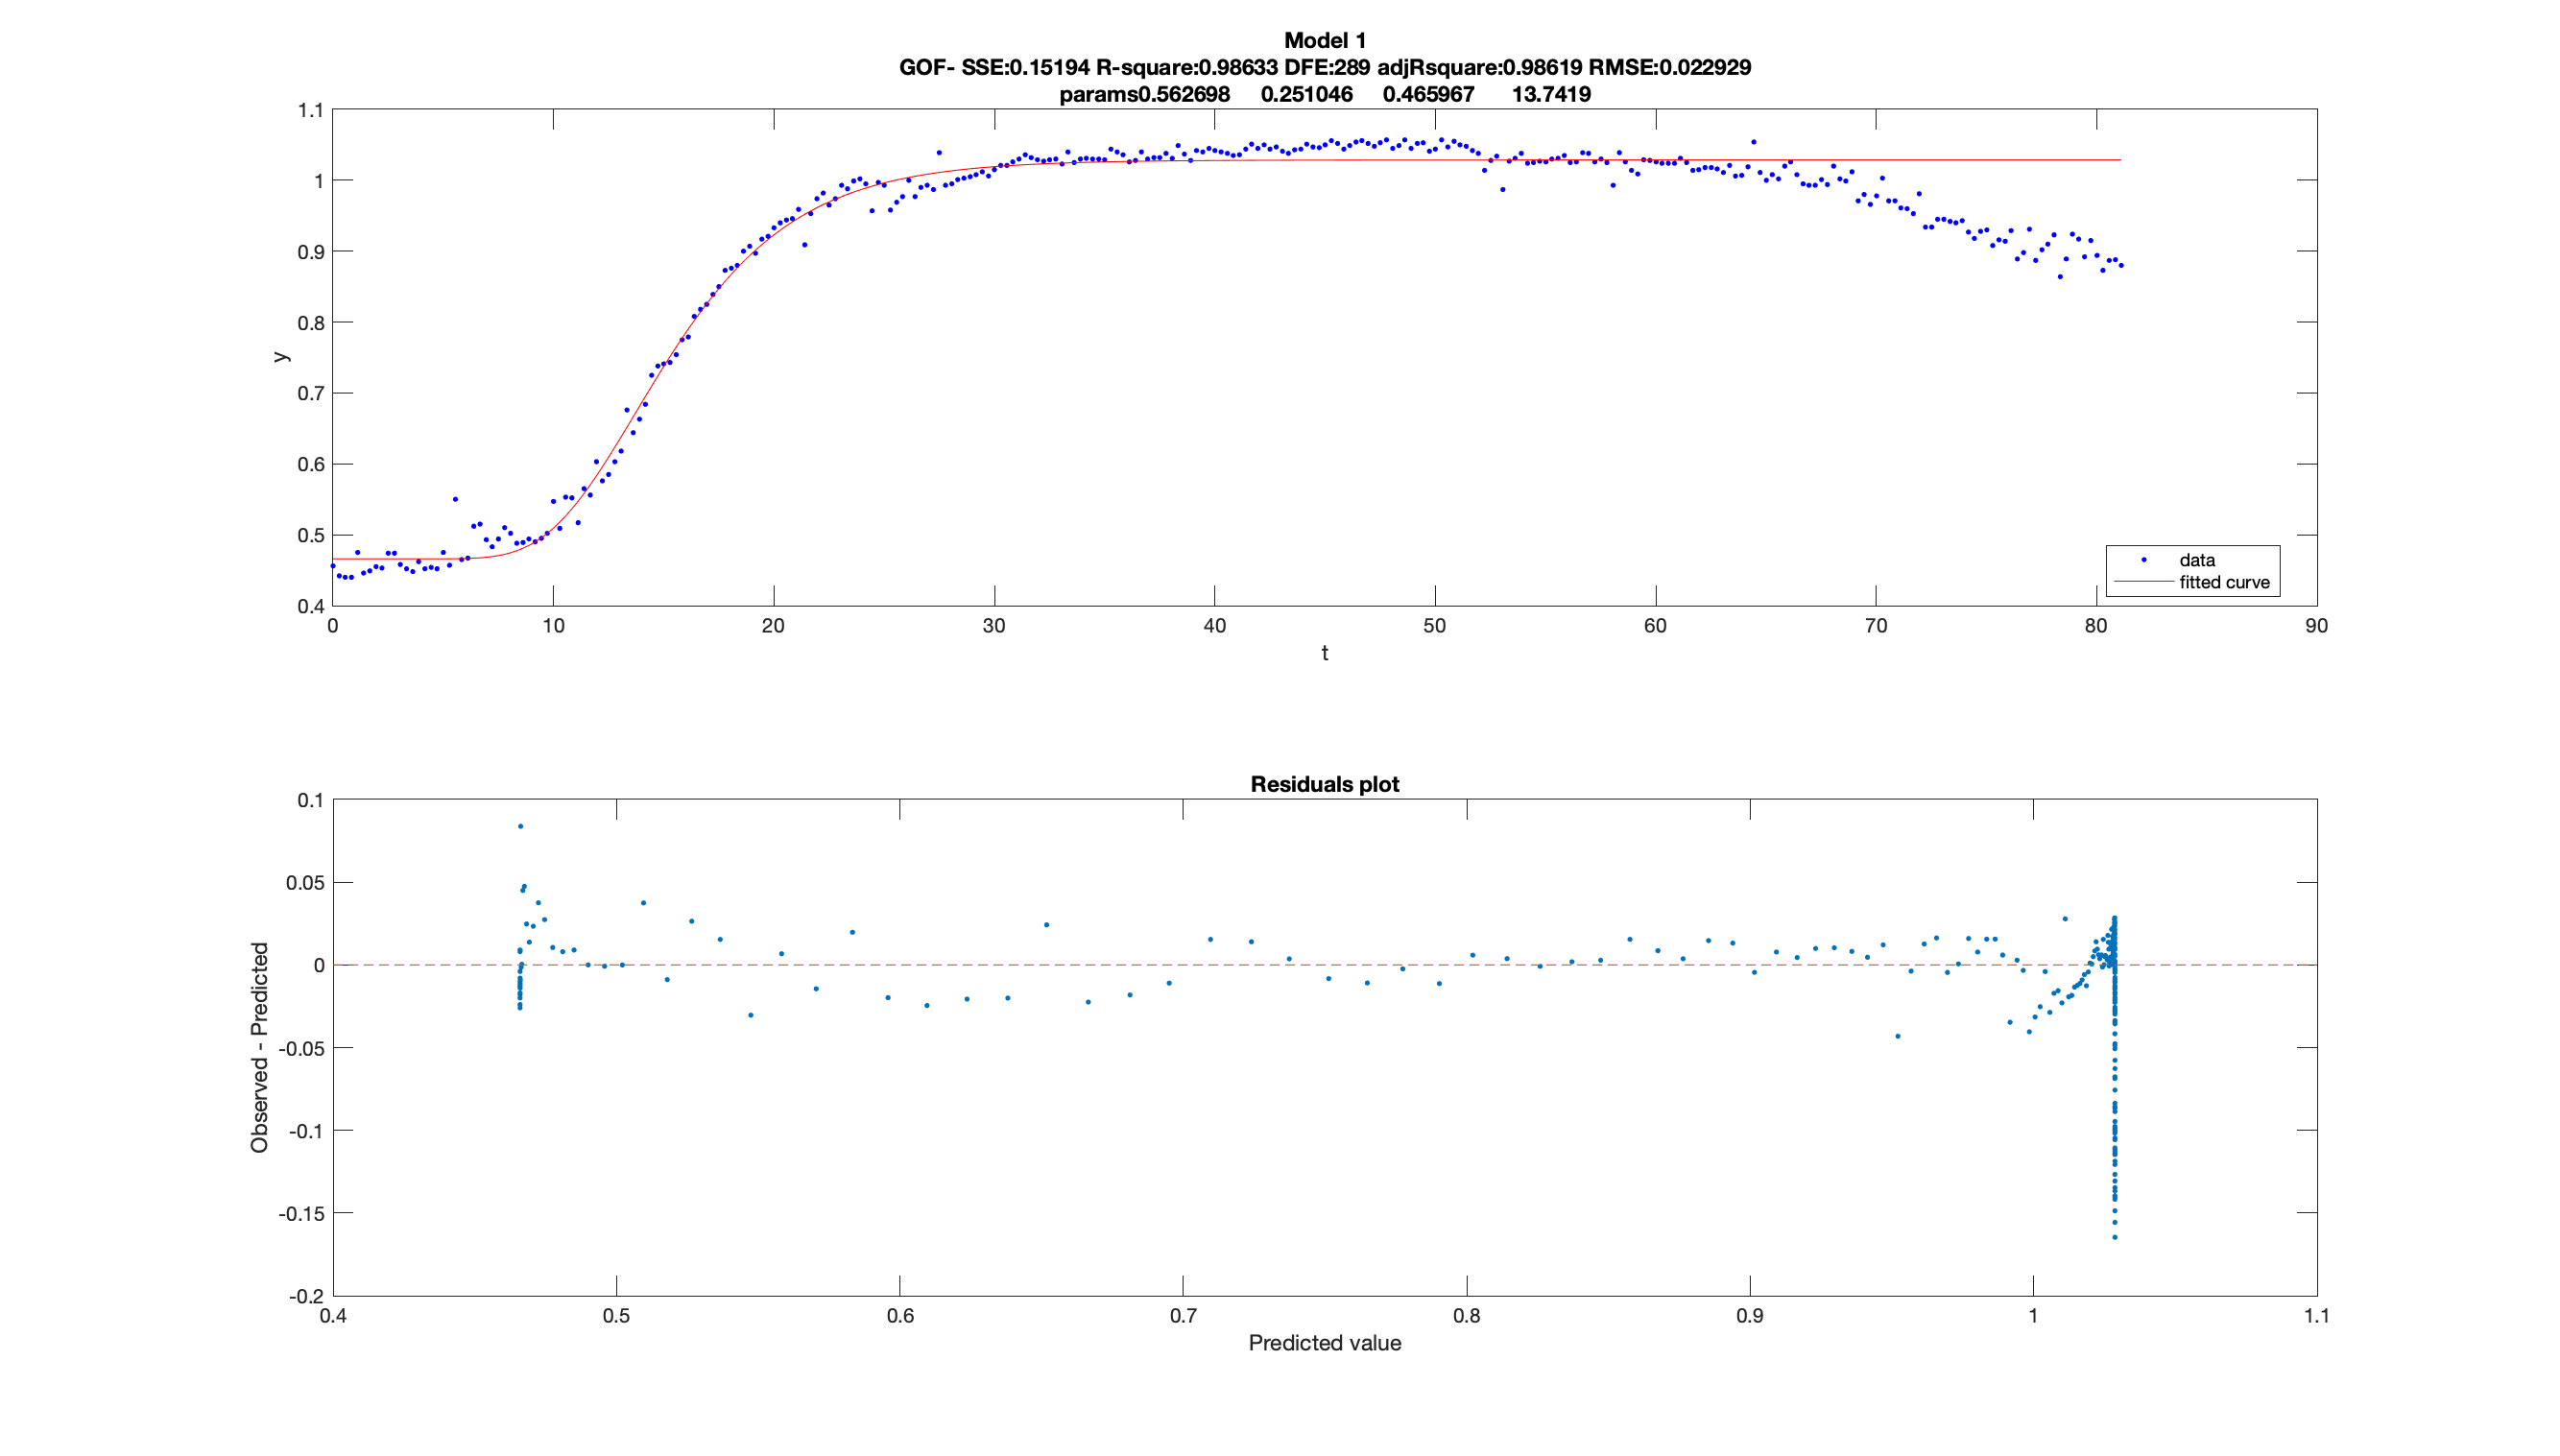 Model 1
GOF- SSE:0.15194 R-square:0.98633 DFE:289 adjRsquare:0.98619 RMSE:0.022929
params0.562698 0.251046 0.465967 13.7419
1.1
1
0.9
0.8
0.7
0.6
0.5
0.4
y
data
fitted curve
0 10 20 30 40 50 60 70 80 90
t
Residuals plot
0.1
0.05
0
-0.05
-0.1
-0.15
-0.2
Observed - Predicted
0.4 0.5 0.6 0.7 0.8 0.9 1 1.1
Predicted value